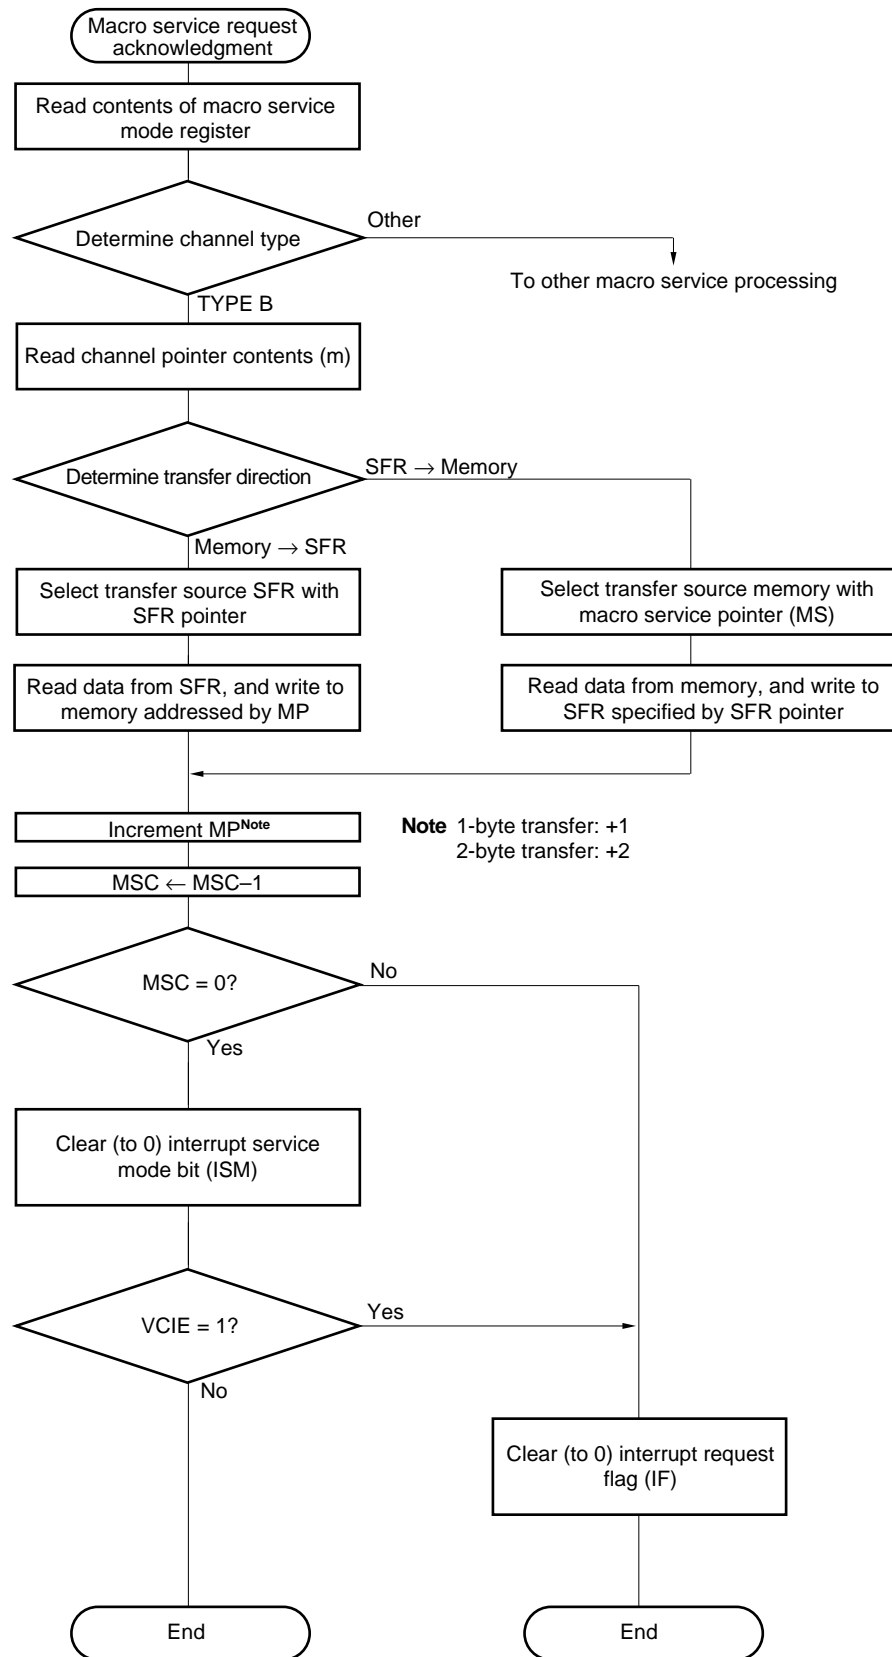 Macro service request
acknowledgment
Read contents of macro service
mode register
Determine channel type
Other
To other macro service processing
TYPE B
Read channel pointer contents (m)
Determine transfer direction
SFR → Memory
Memory → SFR
Select transfer source SFR with
SFR pointer
Select transfer source memory with
macro service pointer (MS)
Read data from SFR, and write to
memory addressed by MP
Read data from memory, and write to
SFR specified by SFR pointer
Increment MPNote
Note 1-byte transfer: +1
2-byte transfer: +2
MSC ← MSC–1
MSC = 0?
No
Yes
Clear (to 0) interrupt service
mode bit (ISM)
VCIE = 1?
Yes
No
Clear (to 0) interrupt request
flag (IF)
End
End